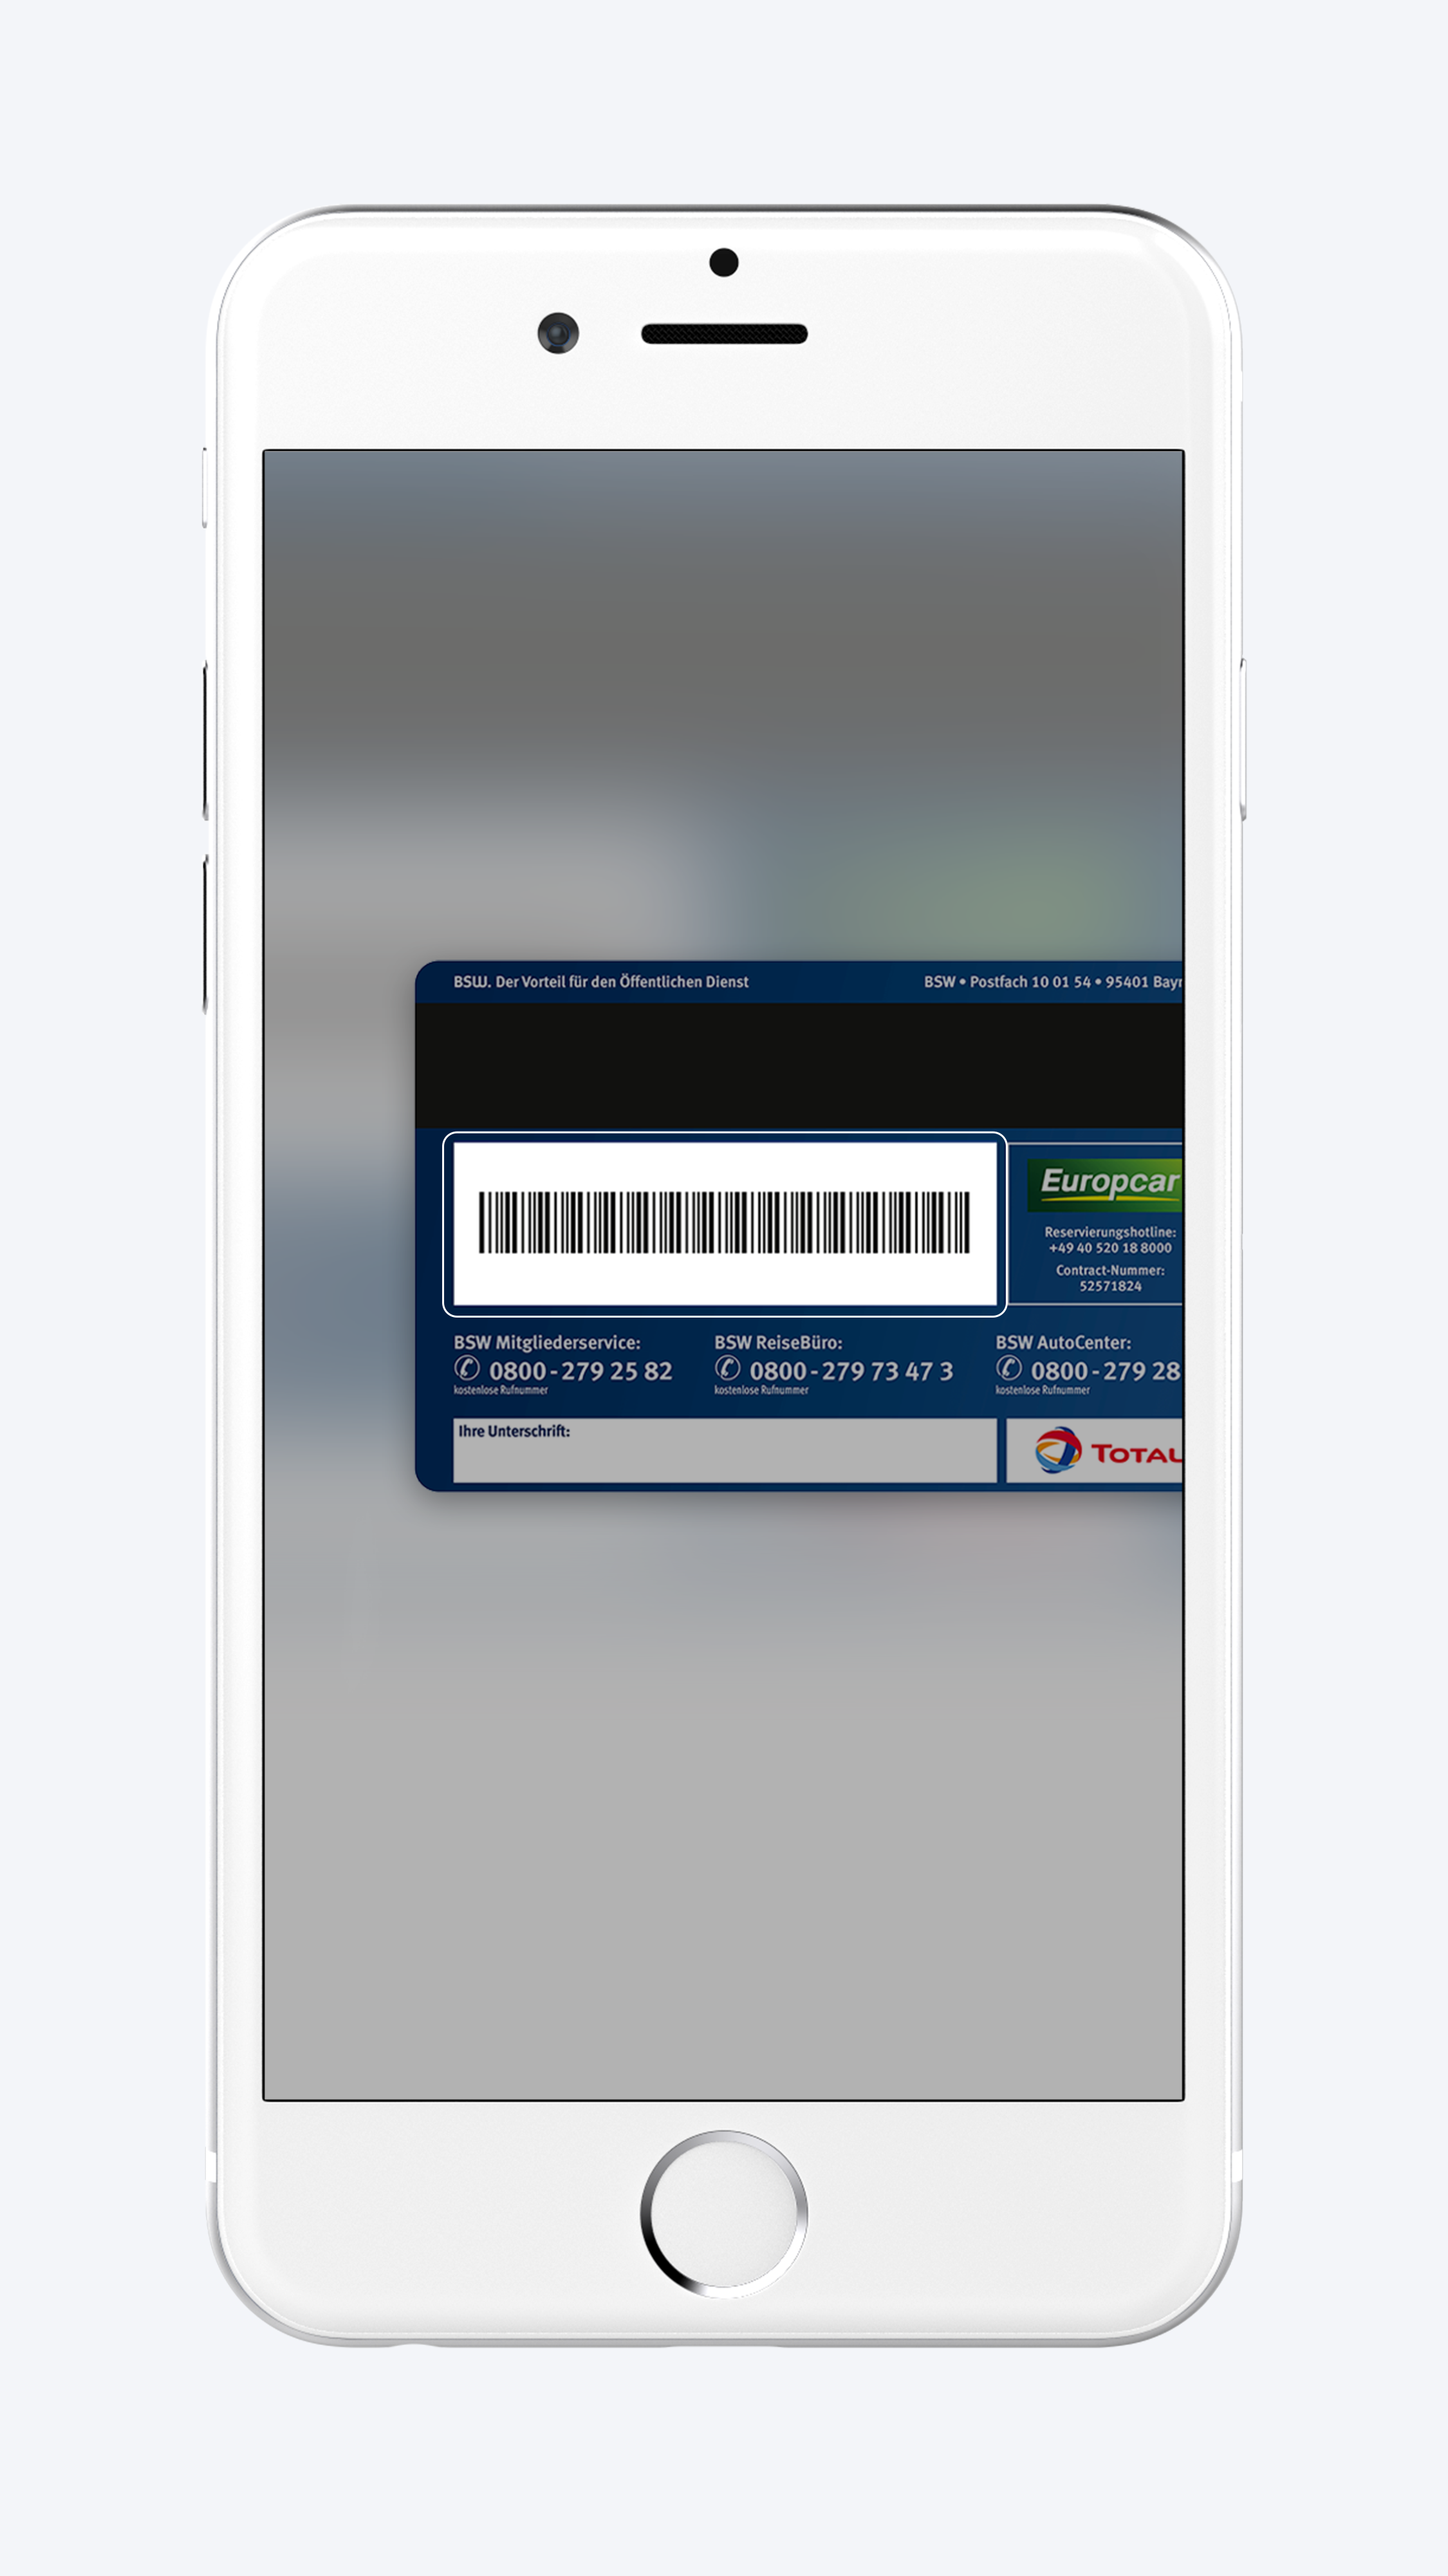 BSW. Der Vorteil für den Öffentlichen Dienst
BSW • Postfach 10 01 54 • 95401 Bayr
Europcar
Reservierungshotline:
+49 40 520 18 8000
Contract-Nummer:
52571824
BSW Mitgliederservice:
0800 - 279 25 82
kostenlose Rufnummer
BSW ReiseBüro:
0800 - 279 73 47 3
kostenlose Rufnummer
BSW AutoCenter:
0800 - 279 28
kostenlose Rufnummer
Ihre Unterschrift:
TOTAL